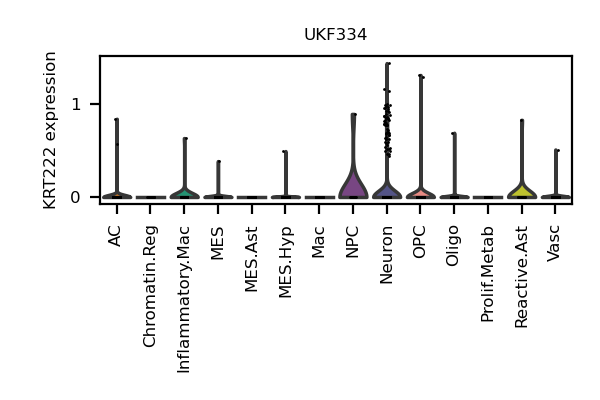 UKF334
KRT222 expression
1
0
AC
Chromatin.Reg
Inflammatory.Mac
MES
MES.Ast
MES.Hyp
Mac
NPC
Neuron
OPC
Oligo
Prolif.Metab
Reactive.Ast
Vasc